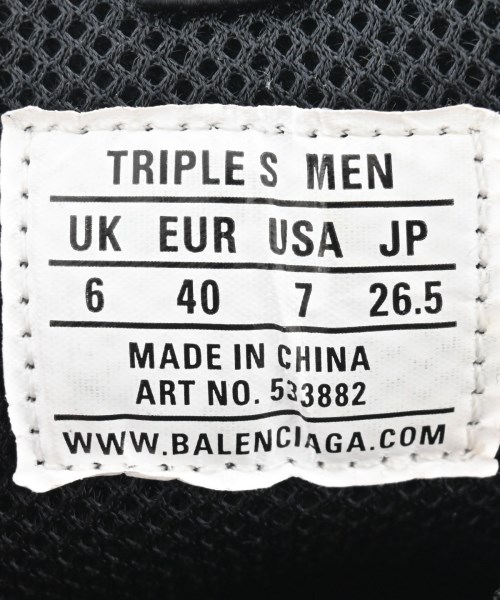 TRIPLE S MEN
UK EUR USA JP
6 40 7 26.5
MADE IN CHINA
ART NO. 533882
WWW.BALENCIAGA.COM